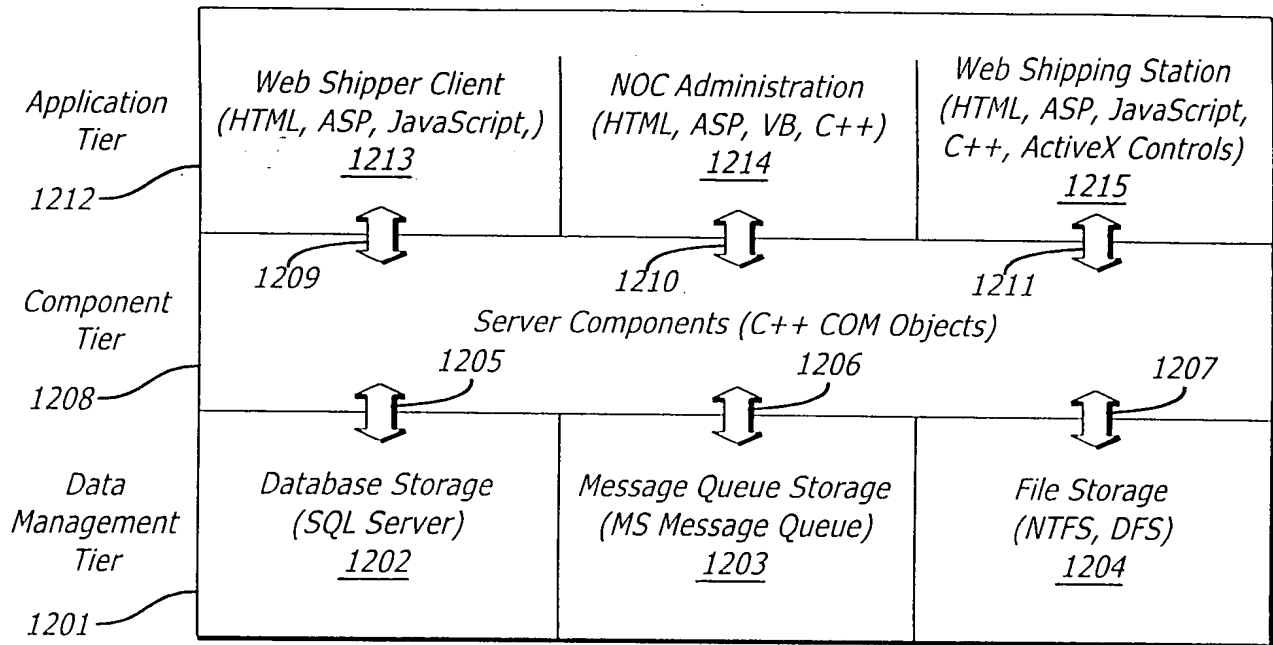 Application
Tier
1212
Web Shipper Client
(HTML, ASP, JavaScript,)
1213
NOC Administration
(HTML, ASP, VB, C++)
1214
Web Shipping Station
(HTML, ASP, JavaScript,
C++, ActiveX Controls)
1215
1209
1210
1211
Component
Tier
1208
Server Components (C++ COM Objects)
1205
1206
1207
Data
Management
Tier
1201
Database Storage
(SQL Server)
1202
Message Queue Storage
(MS Message Queue)
1203
File Storage
(NTFS, DFS)
1204